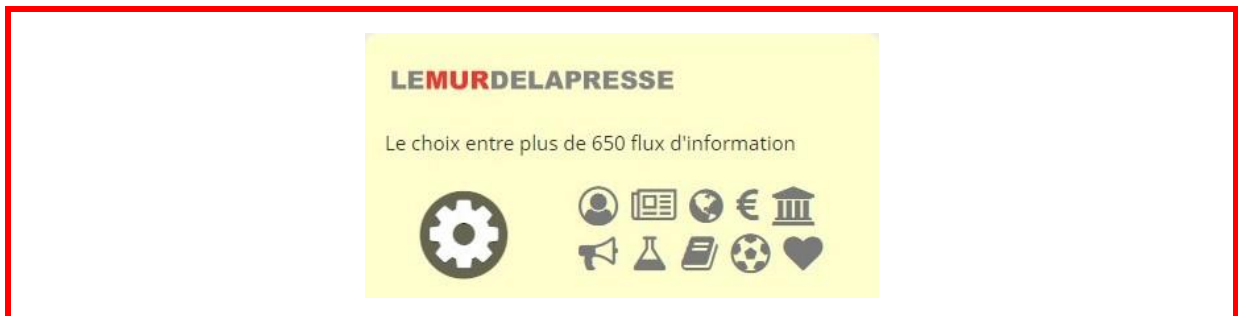 LEMURDELAPRESSE
Le choix entre plus de 650 flux d'information